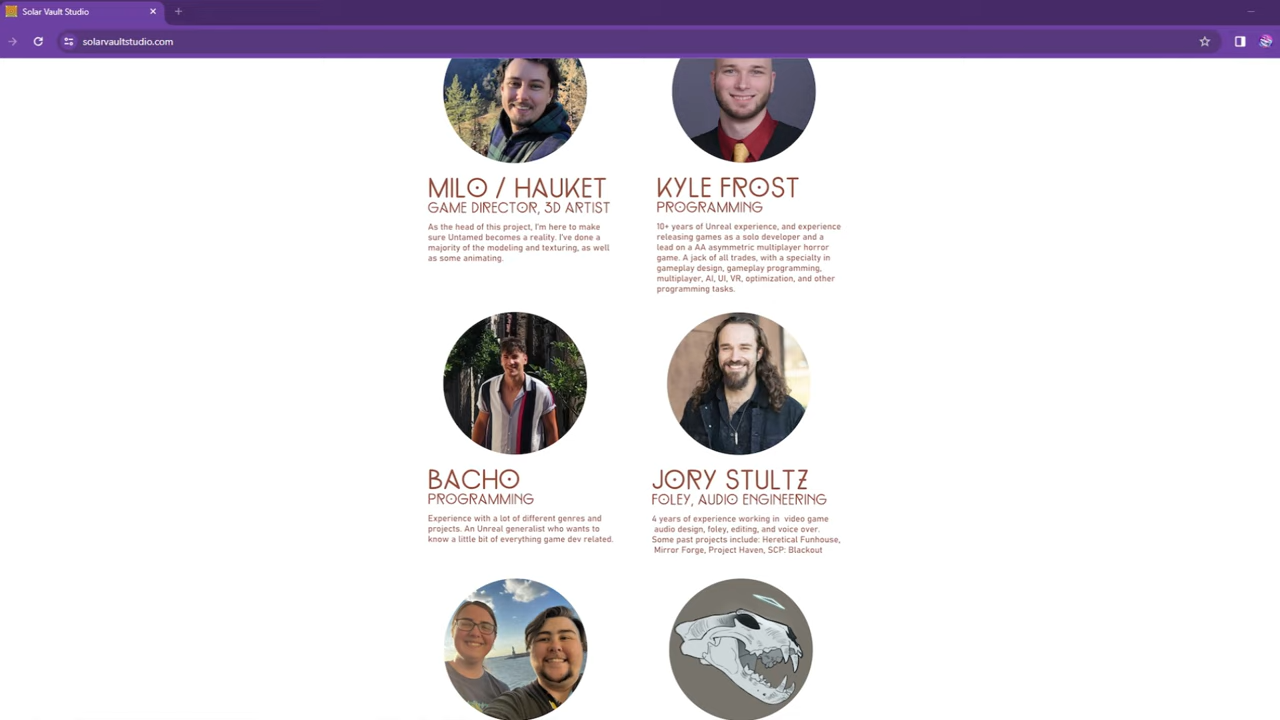 Solar Vault Studio
solarvaultstudio.com
MILO / HAUKET
GAME DIRECTOR, 3D ARTIST
As the head of this project, I'm here to make
sure Untamed becomes a reality. I've done a
majority of the modeling and texturing, as well
as some animating.
KYLE FROST
PROGRAMMING
10+ years of Unreal experience, and experience
releasing games as a solo developer and a
lead on a AA asymmetric multiplayer horror
game. A jack of all trades, with a specialty in
gameplay design, gameplay programming,
multiplayer, AI, UI, VR, optimization, and other
programming tasks.
BACHO
PROGRAMMING
Experience with a lot of different genres and
projects. An Unreal generalist who wants to
know a little bit of everything game dev related.
JORY STULTZ
FOLEY, AUDIO ENGINEERING
4 years of experience working in video game
audio design, foley, editing, and voice over.
Some past projects include: Heretical Funhouse,
Mirror Forge, Project Haven, SCP: Blackout